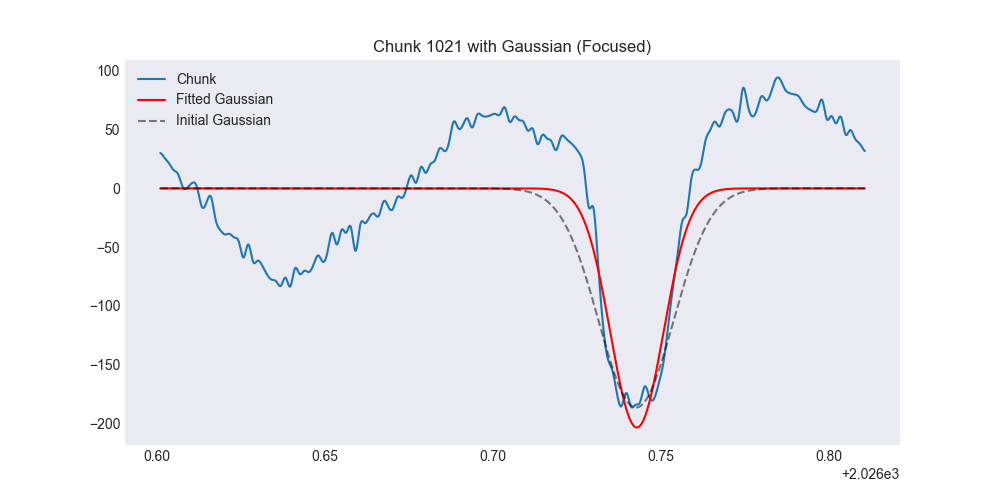 Chunk 1021 with Gaussian (Focused)
Chunk
Fitted Gaussian
Initial Gaussian
100
50
0
−50
−100
−150
−200
0.60 0.65 0.70 0.75 0.80
+2.026e3